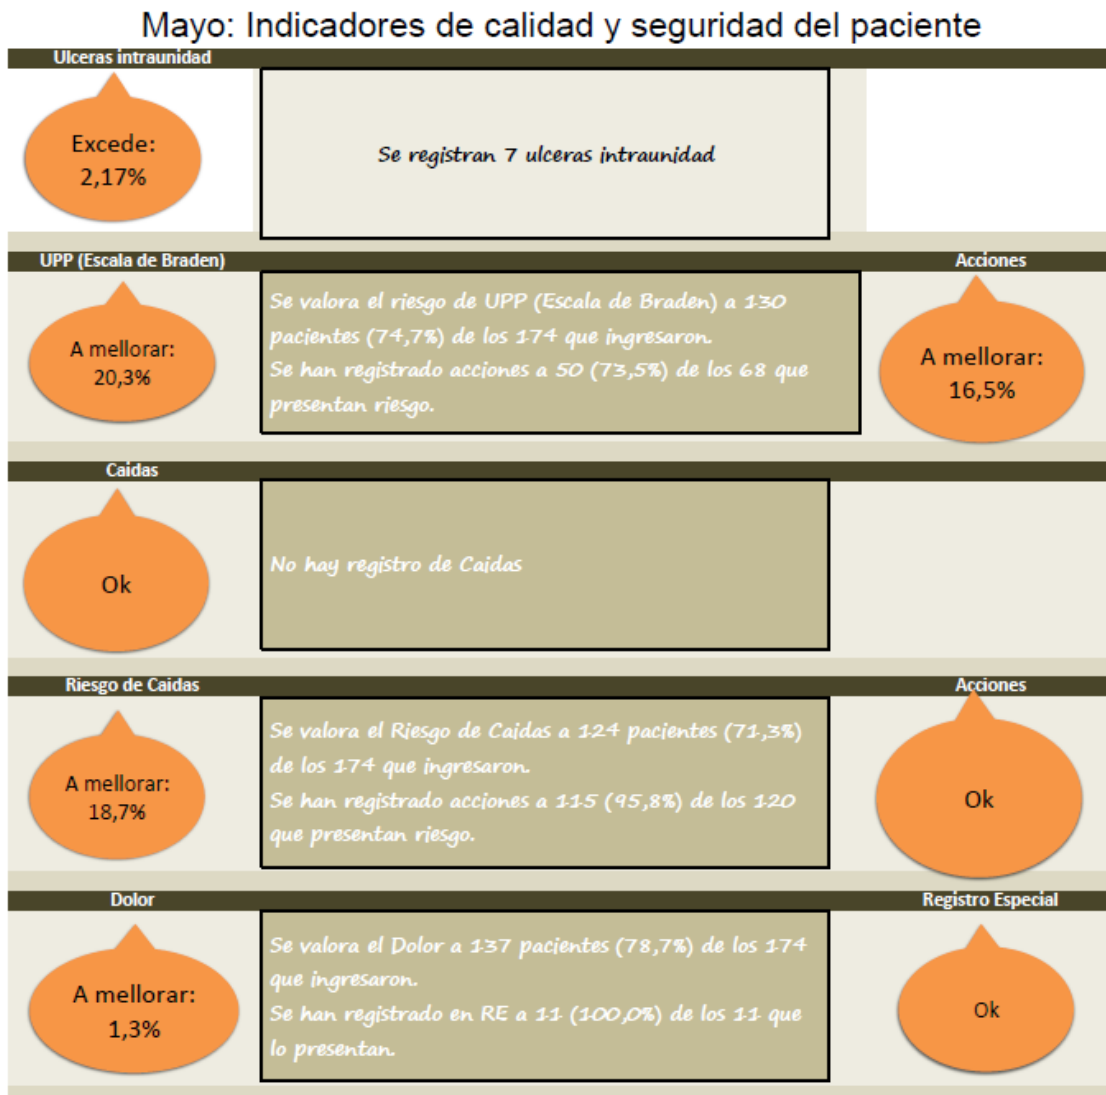 Mayo: Indicadores de calidad y seguridad del paciente
Ulceras intraunidad
Excede:
2,17%
Se registran 7 ulceras intraunidad
UPP (Escala de Braden)
Acciones
A mellorar:
20,3%
Se valora el riesgo de UPP (Escala de Braden) a 130
pacientes (74,7%) de los 174 que ingresaron.
Se han registrado acciones a 50 (73,5%) de los 68 que
presentan riesgo.
A mellorar:
16,5%
Caidas
Ok
No hay registro de Caidas
Riesgo de Caidas
Acciones
A mellorar:
18,7%
Se valora el Riesgo de Caidas a 124 pacientes (71,3%)
de los 174 que ingresaron.
Se han registrado acciones a 115 (95,8%) de los 120
que presentan riesgo.
Ok
Dolor
Registro Especial
A mellorar:
1,3%
Se valora el Dolor a 137 pacientes (78,7%) de los 174
que ingresaron.
Se han registrado en RE a 11 (100,0%) de los 11 que
lo presentan.
Ok